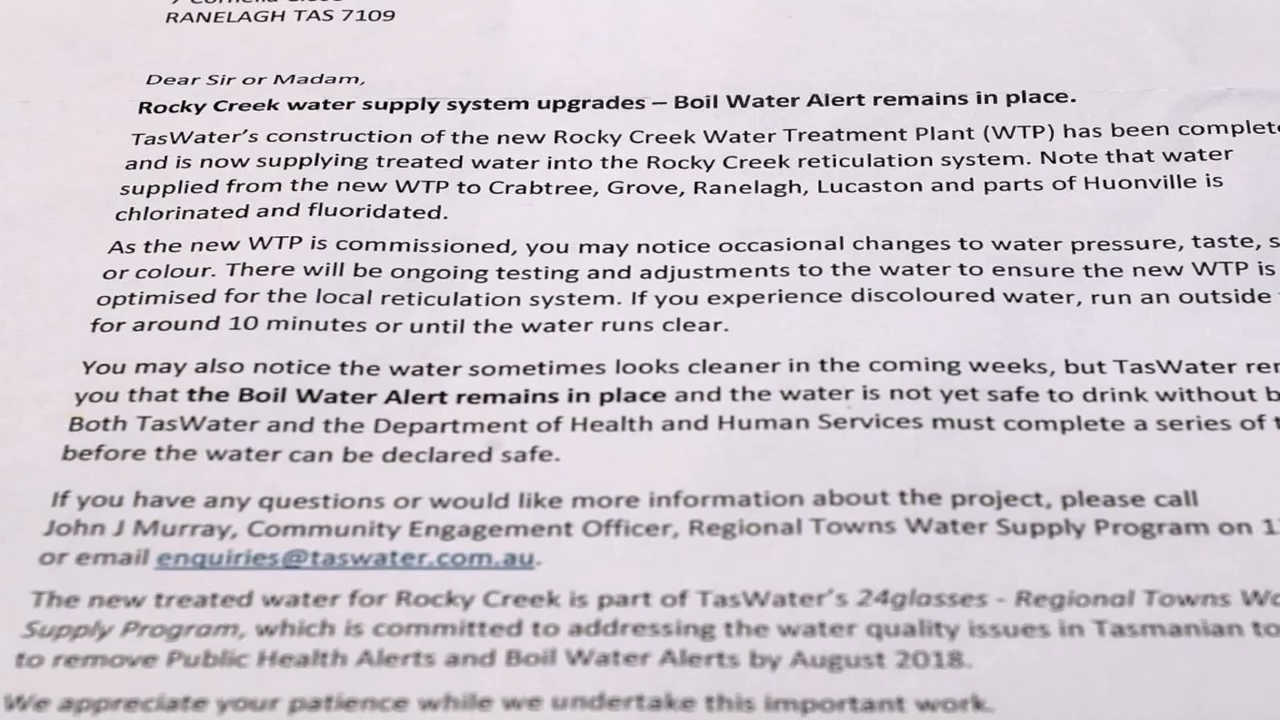 RANELAGH TAS 7109
Dear Sir or Madam,
Rocky Creek water supply system upgrades – Boil Water Alert remains in place.
TasWater's construction of the new Rocky Creek Water Treatment Plant (WTP) has been complete
and is now supplying treated water into the Rocky Creek reticulation system. Note that water
supplied from the new WTP to Crabtree, Grove, Ranelagh, Lucaston and parts of Huonville is
chlorinated and fluoridated.
As the new WTP is commissioned, you may notice occasional changes to water pressure, taste,
or colour. There will be ongoing testing and adjustments to the water to ensure the new WTP is
optimised for the local reticulation system. If you experience discoloured water, run an outside
for around 10 minutes or until the water runs clear.
You may also notice the water sometimes looks cleaner in the coming weeks, but TasWater
you that the Boil Water Alert remains in place and the water is not yet safe to drink without
Both TasWater and the Department of Health and Human Services must complete a series of
before the water can be declared safe.
If you have any questions or would like more information about the project, please call
John J Murray, Community Engagement Officer, Regional Towns Water Supply Program on
or email enquiries@taswater.com.au.
The new treated water for Rocky Creek is part of TasWater's 24glasses - Regional Towns
Supply Program, which is committed to addressing the water quality issues in Tasmanian
to remove Public Health Alerts and Boil Water Alerts by August 2018.
We appreciate your patience while we undertake this important work.